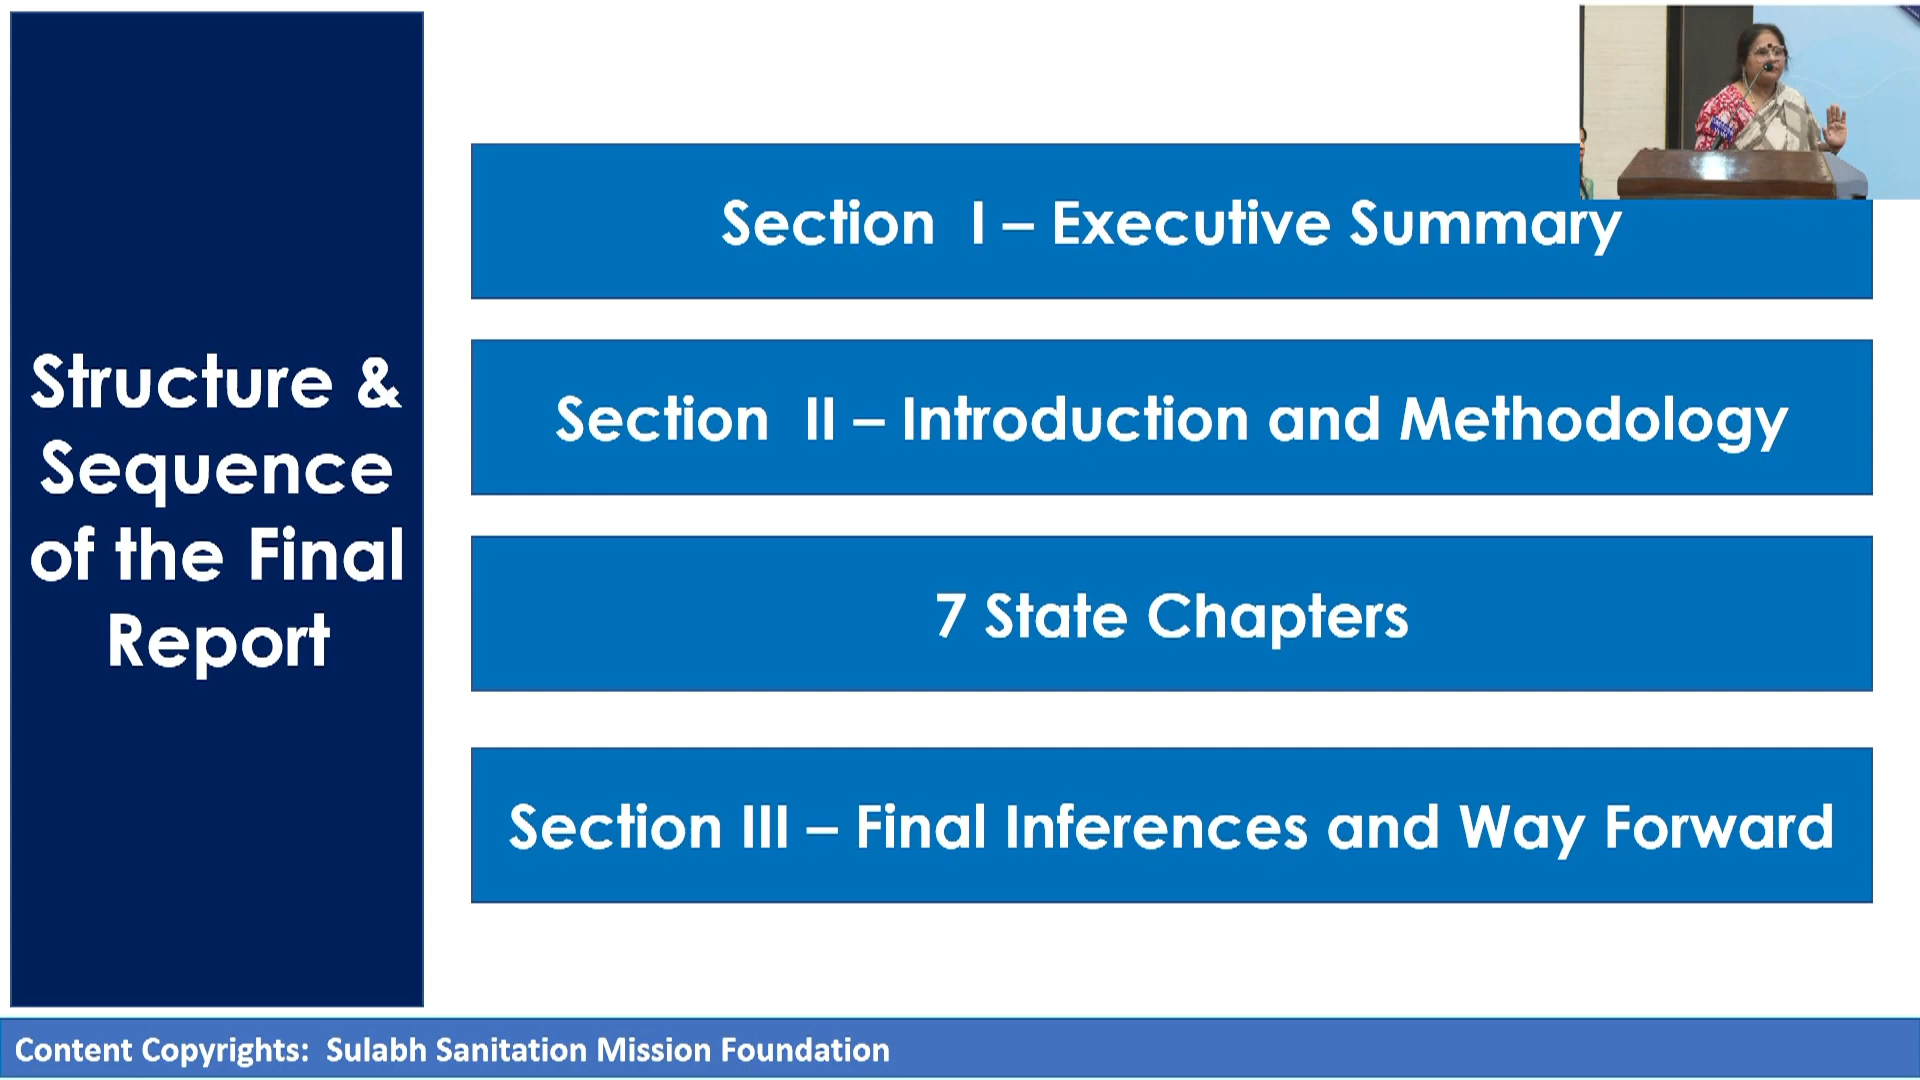 Structure &
Sequence
of the Final
Report
Section I – Executive Summary
Section II – Introduction and Methodology
7 State Chapters
Section III – Final Inferences and Way Forward
Content Copyrights: Sulabh Sanitation Mission Foundation